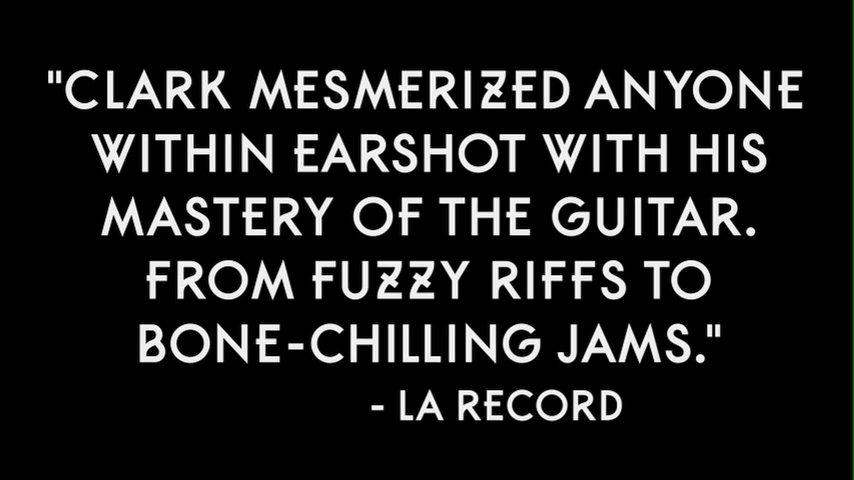 "CLARK MESMERIZED ANYONE
WITHIN EARSHOT WITH HIS
MASTERY OF THE GUITAR.
FROM FUZZY RIFFS TO
BONE-CHILLING JAMS."
- LA RECORD